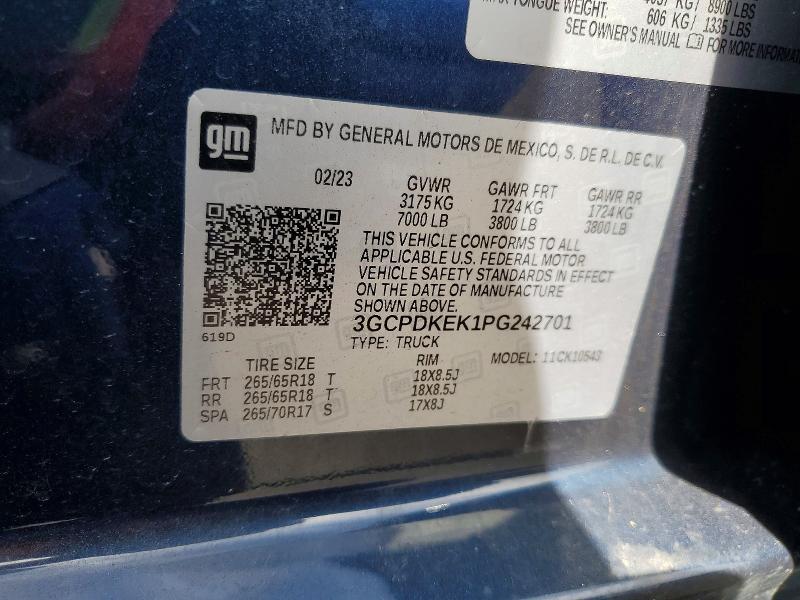 KG / 8900 LBS
MAX TONGUE WEIGHT: 606 KG / 1335 LBS
SEE OWNER'S MANUAL FOR MORE INFORMATION
gm
MFD BY GENERAL MOTORS DE MEXICO, S. DE R.L. DE C.V.
02/23 GVWR GAWR FRT GAWR RR
3175 KG 1724 KG 1724 KG
7000 LB 3800 LB 3800 LB
THIS VEHICLE CONFORMS TO ALL
APPLICABLE U.S. FEDERAL MOTOR
VEHICLE SAFETY STANDARDS IN EFFECT
ON THE DATE OF MANUFACTURE
SHOWN ABOVE.
619D
3GCPDKEK1PG242701
TYPE: TRUCK
TIRE SIZE RIM MODEL: 11CK10543
FRT 265/65R18 T 18X8.5J
RR 265/65R18 T 18X8.5J
SPA 265/70R17 S 17X8J